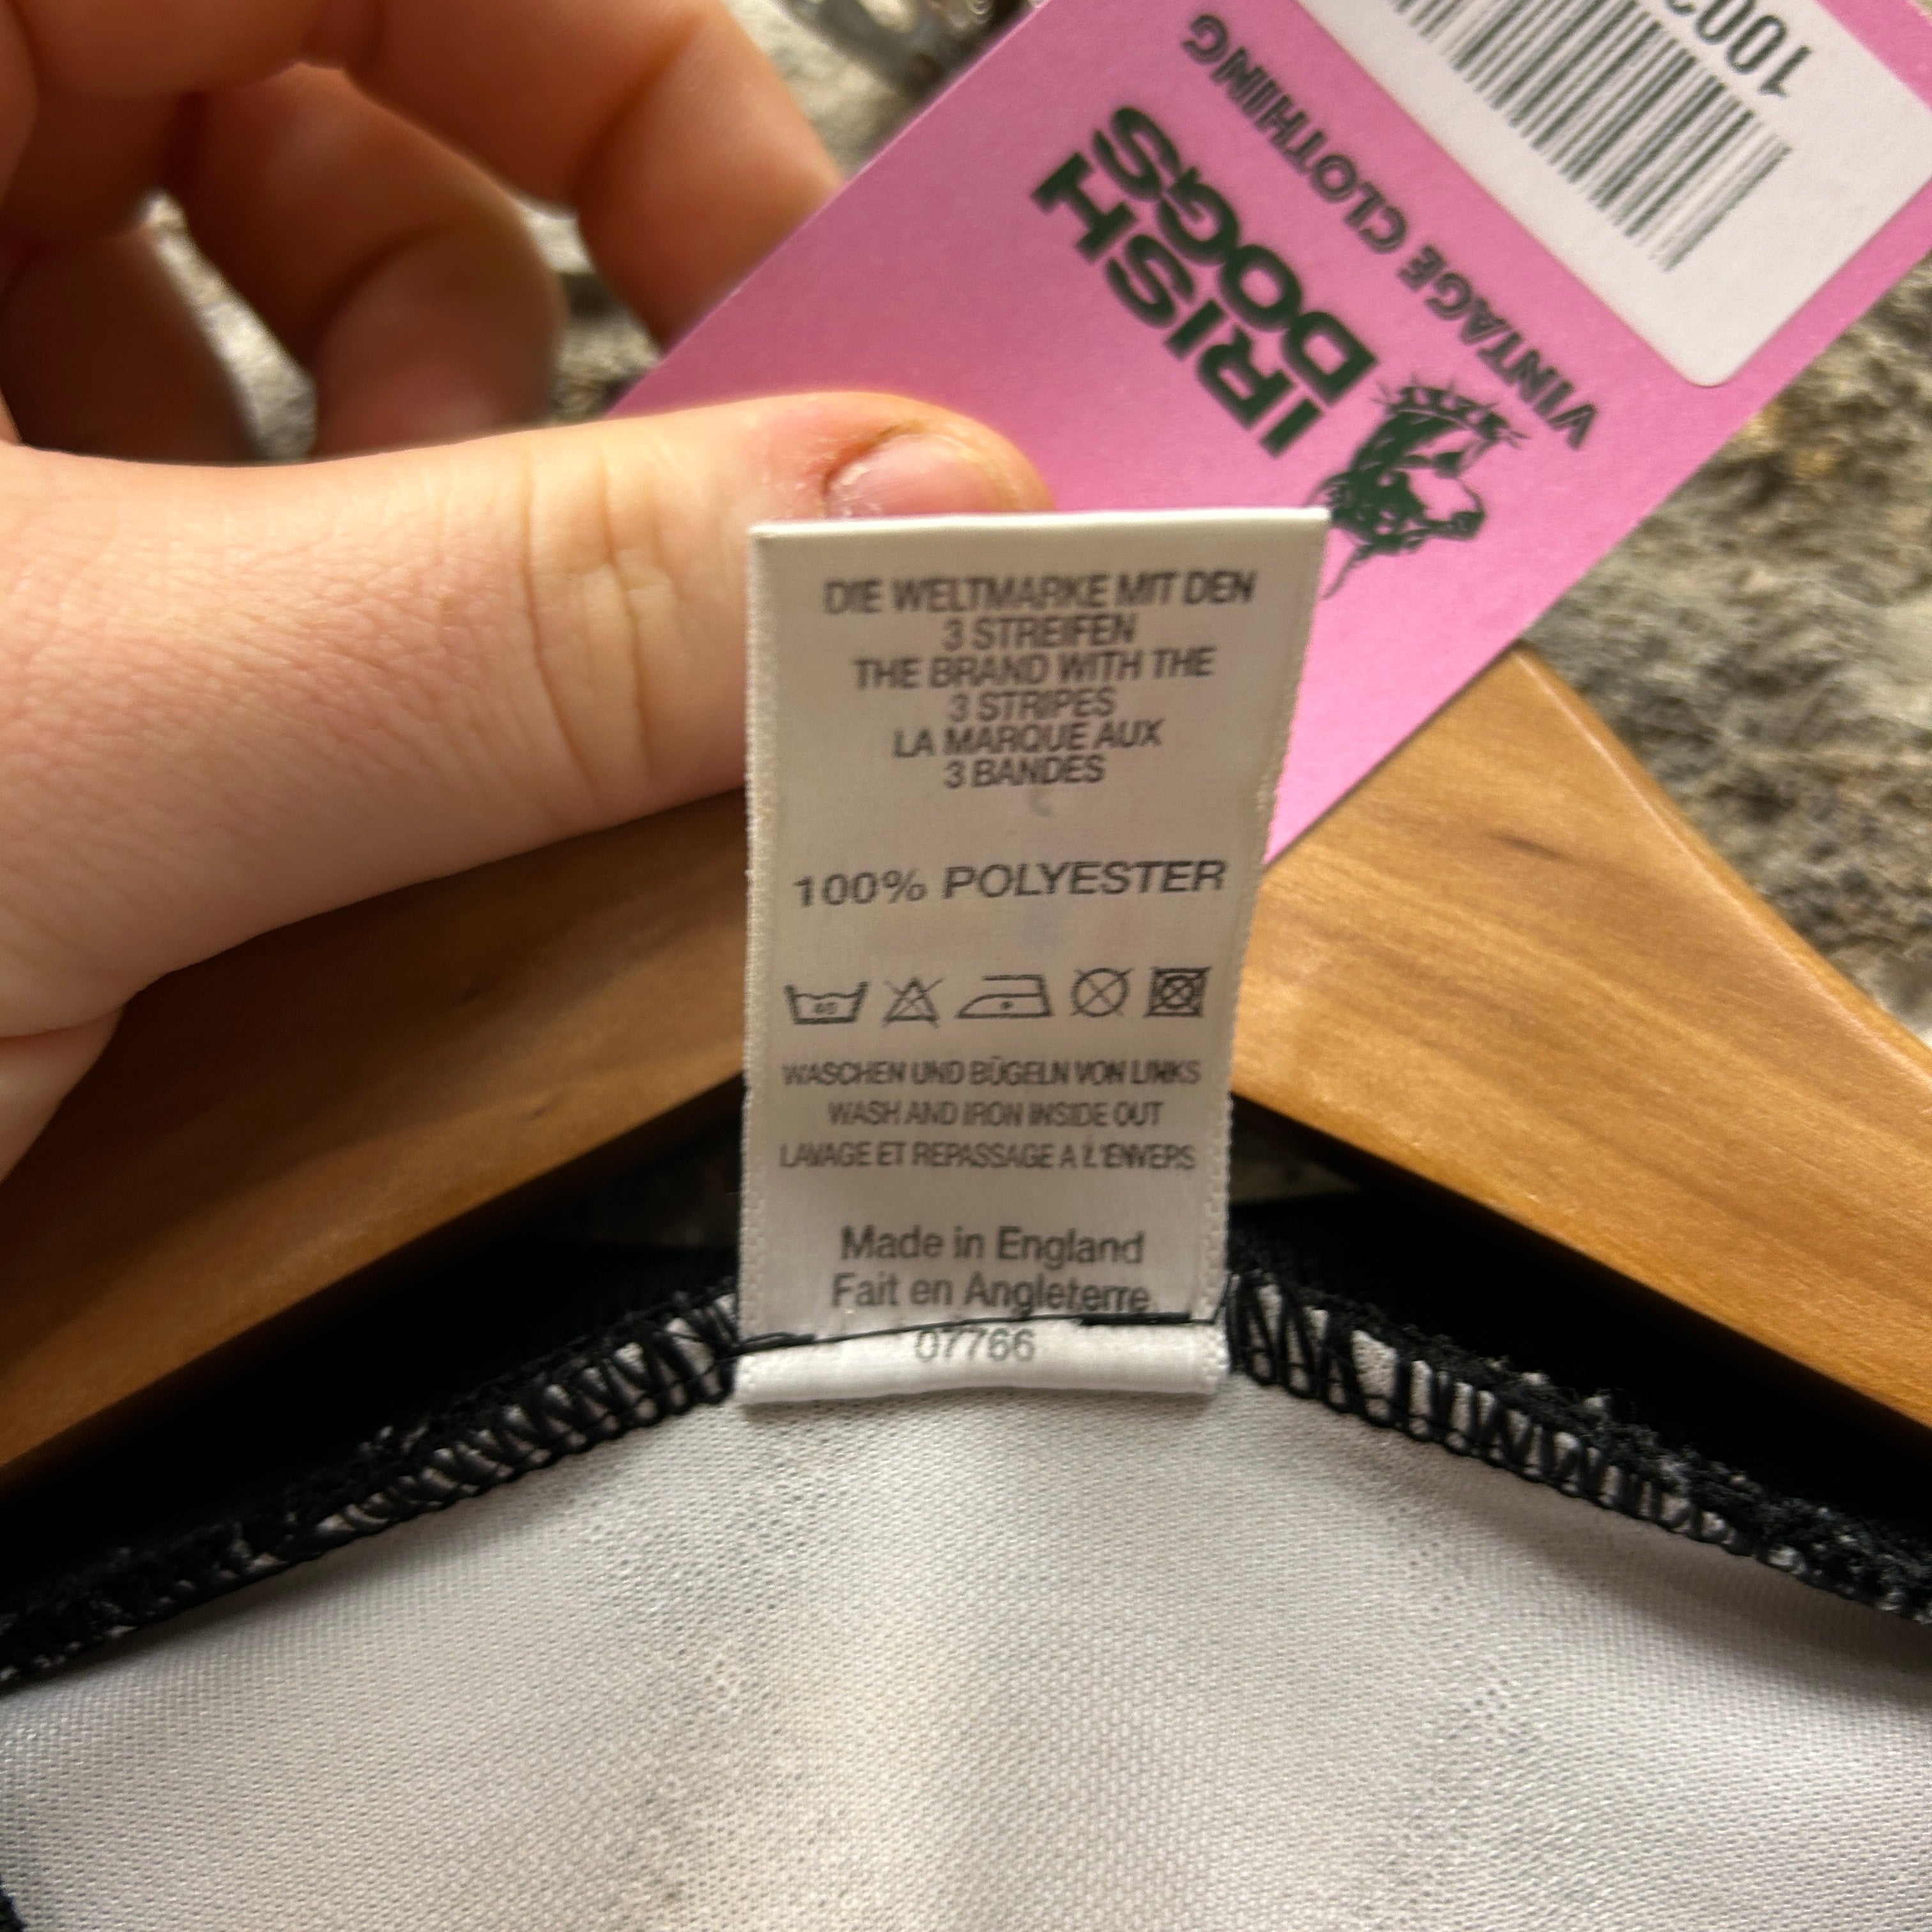 1003
IRISH
DOGS
VINTAGE CLOTHING
DIE WELTMARKE MIT DEN
3 STREIFEN
THE BRAND WITH THE
3 STRIPES
LA MARQUE AUX
3 BANDES
100% POLYESTER
40
WASCHEN UND BÜGELN VON LINKS
WASH AND IRON INSIDE OUT
LAVAGE ET REPASSAGE A L'ENVERS
Made in England
Fait en Angleterre
07766